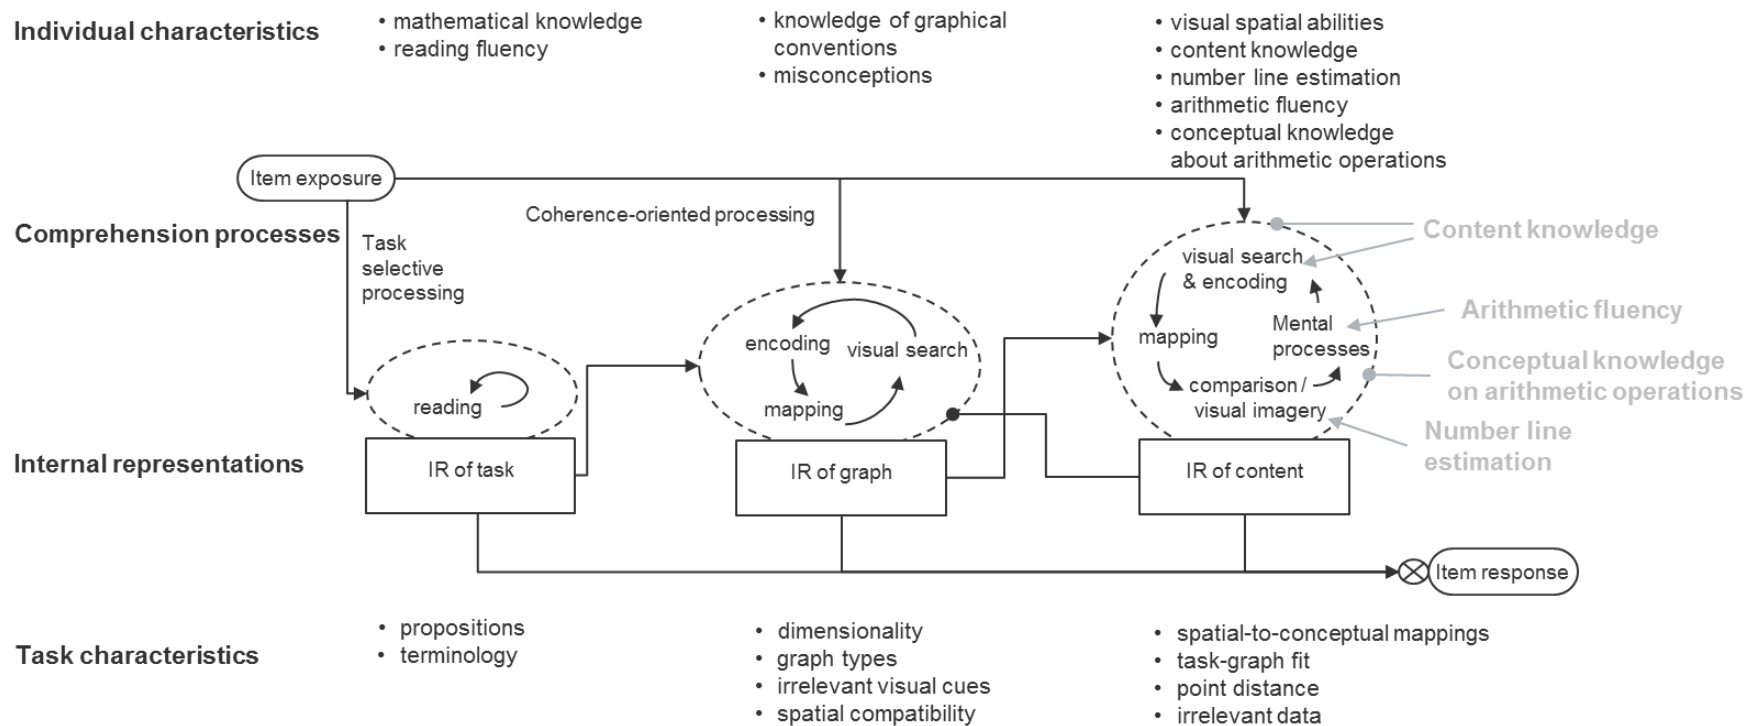 Individual characteristics
• mathematical knowledge
• reading fluency
• knowledge of graphical
conventions
• misconceptions
• visual spatial abilities
• content knowledge
• number line estimation
• arithmetic fluency
• conceptual knowledge
about arithmetic operations
Item exposure
Comprehension processes
Task
selective
processing
Coherence-oriented processing
reading
encoding
visual search
mapping
visual search
& encoding
mapping
Mental
processes
comparison /
visual imagery
Content knowledge
Arithmetic fluency
Conceptual knowledge
on arithmetic operations
Number line
estimation
Internal representations
IR of task
IR of graph
IR of content
Item response
Task characteristics
• propositions
• terminology
• dimensionality
• graph types
• irrelevant visual cues
• spatial compatibility
• spatial-to-conceptual mappings
• task-graph fit
• point distance
• irrelevant data